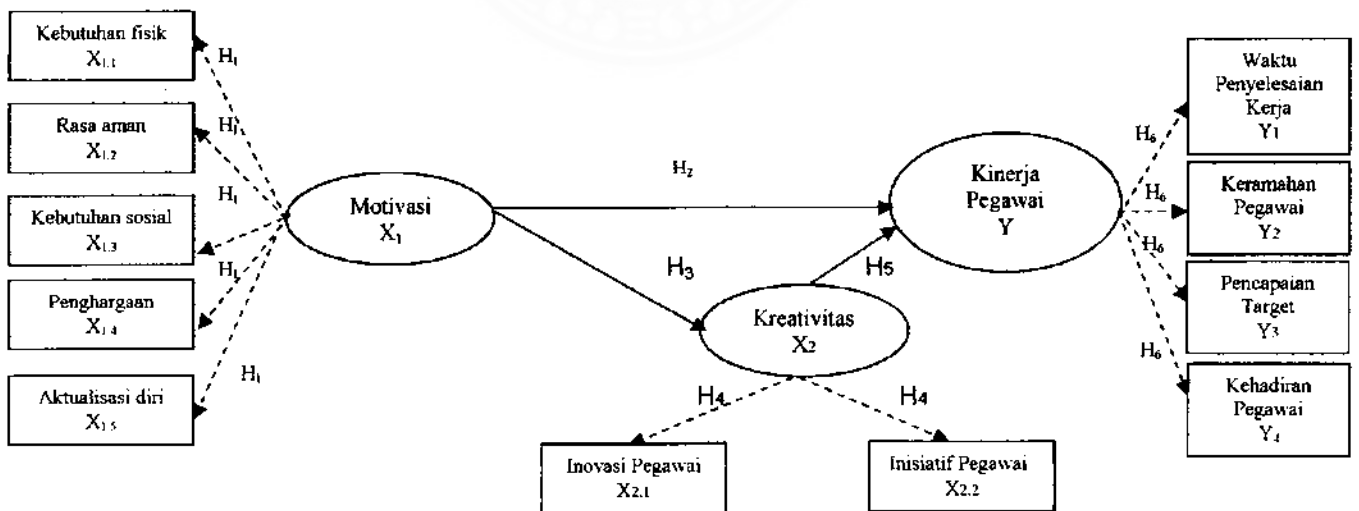 Kebutuhan fisik
X1.1
H1
Rasa aman
X1.2
H1
Kebutuhan sosial
X1.3
H1
Penghargaan
X1.4
H1
Aktualisasi diri
X1.5
H1
Motivasi
X1
H2
H3
Kinerja
Pegawai
Y
H5
Kreativitas
X2
H4
H4
Inovasi Pegawai
X2.1
Inisiatif Pegawai
X2.2
H6
Waktu
Penyelesaian
Kerja
Y1
H6
Keramahan
Pegawai
Y2
H6
Pencapaian
Target
Y3
H6
Kehadiran
Pegawai
Y4